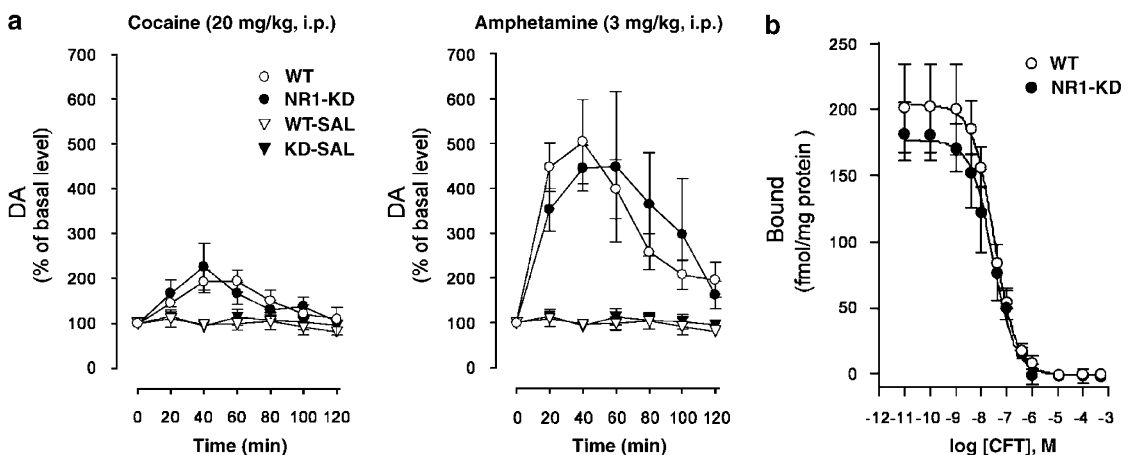 a
Cocaine (20 mg/kg, i.p.)
DA
(% of basal level)
700
600
500
400
300
200
100
0
WT
NR1-KD
WT-SAL
KD-SAL
0 20 40 60 80 100 120
Time (min)
Amphetamine (3 mg/kg, i.p.)
DA
(% of basal level)
700
600
500
400
300
200
100
0
0 20 40 60 80 100 120
Time (min)
b
Bound
(fmol/mg protein )
250
200
150
100
50
0
WT
NR1-KD
-12 -11 -10 -9 -8 -7 -6 -5 -4 -3
log [CFT], M